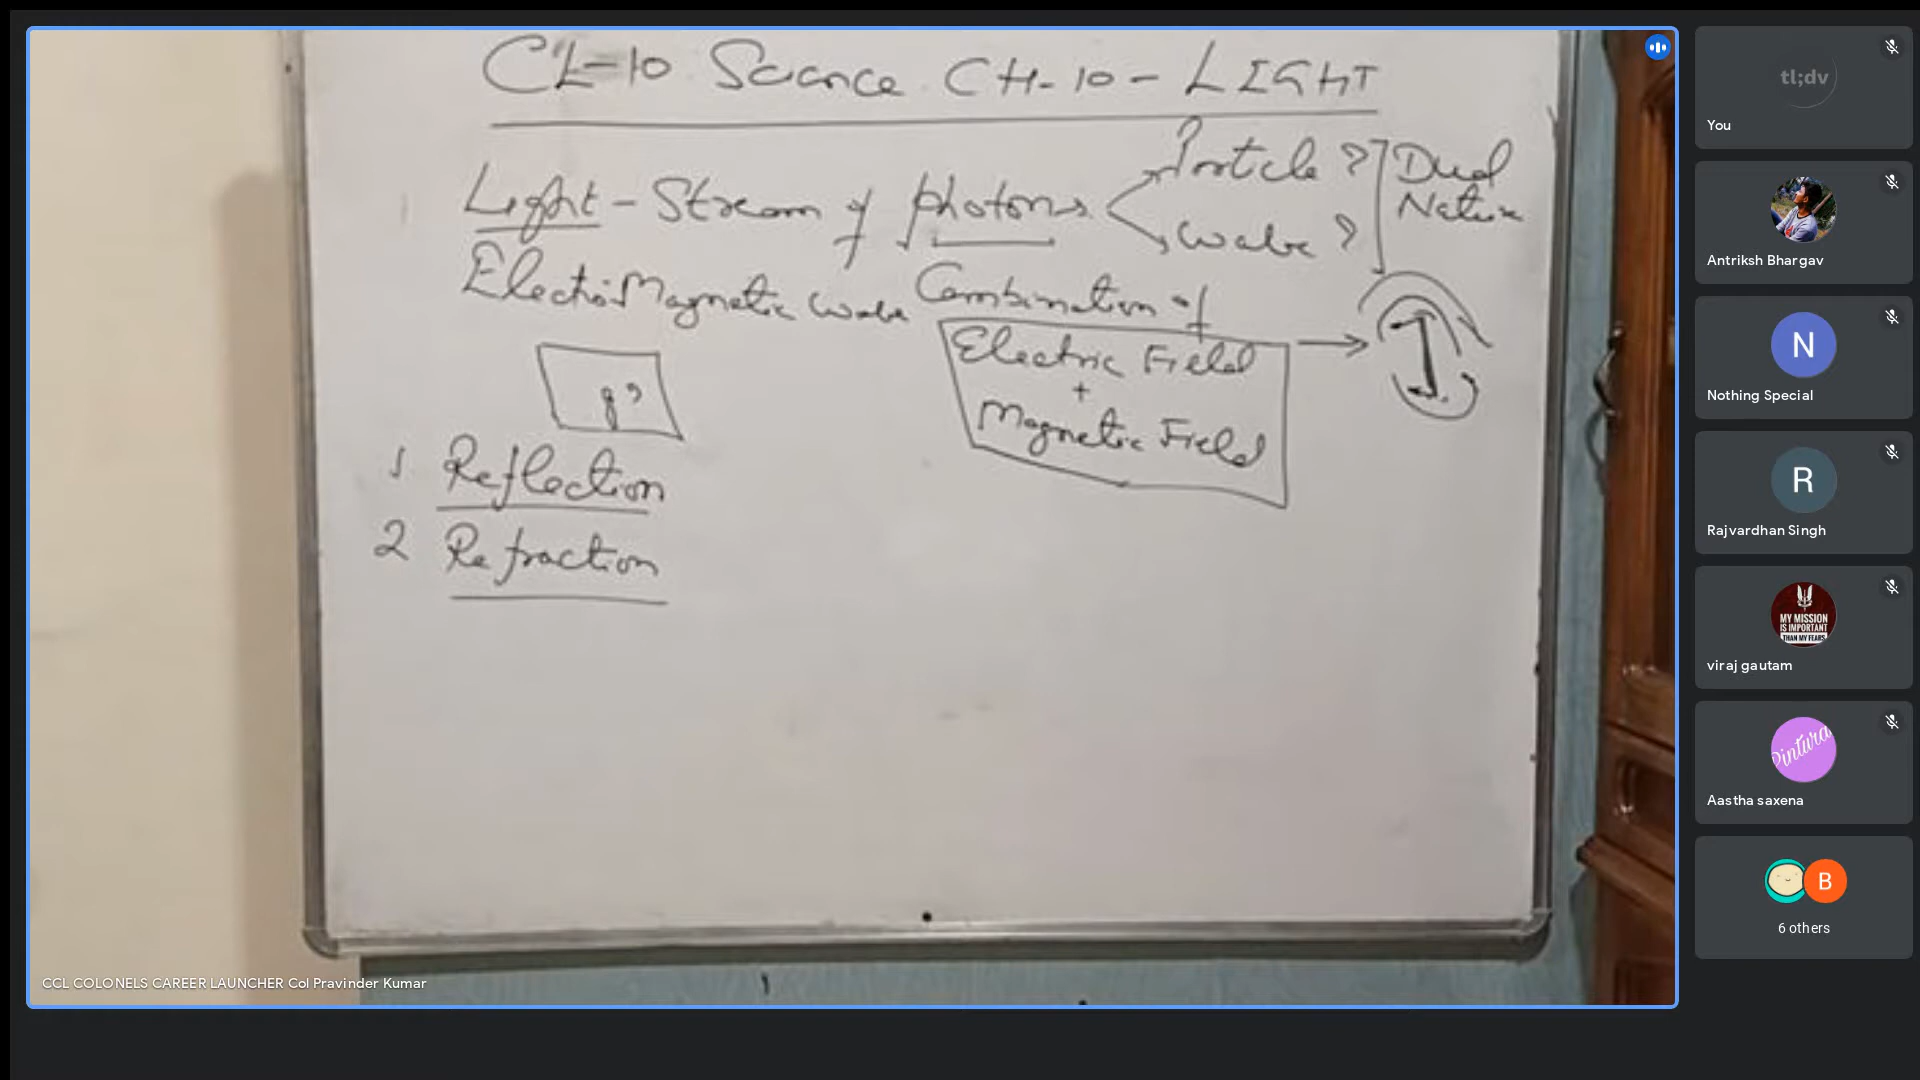 CL-10 Science CH-10 - LIGHT
Light - Stream of photons
Particle ?
Wave ?
Dual
Nature
ElectroMagnetic wave Combination of
Electric Field
+
Magnetic Field
1 Reflection
2 Refraction
CCL COLONELS CAREER LAUNCHER Col Pravinder Kumar
tl;dv
You
Antriksh Bhargav
N
Nothing Special
R
Rajvardhan Singh
MY MISSION
IS IMPORTANT
THAN MY FEARS
viraj gautam
Pintura
Aastha saxena
B
6 others